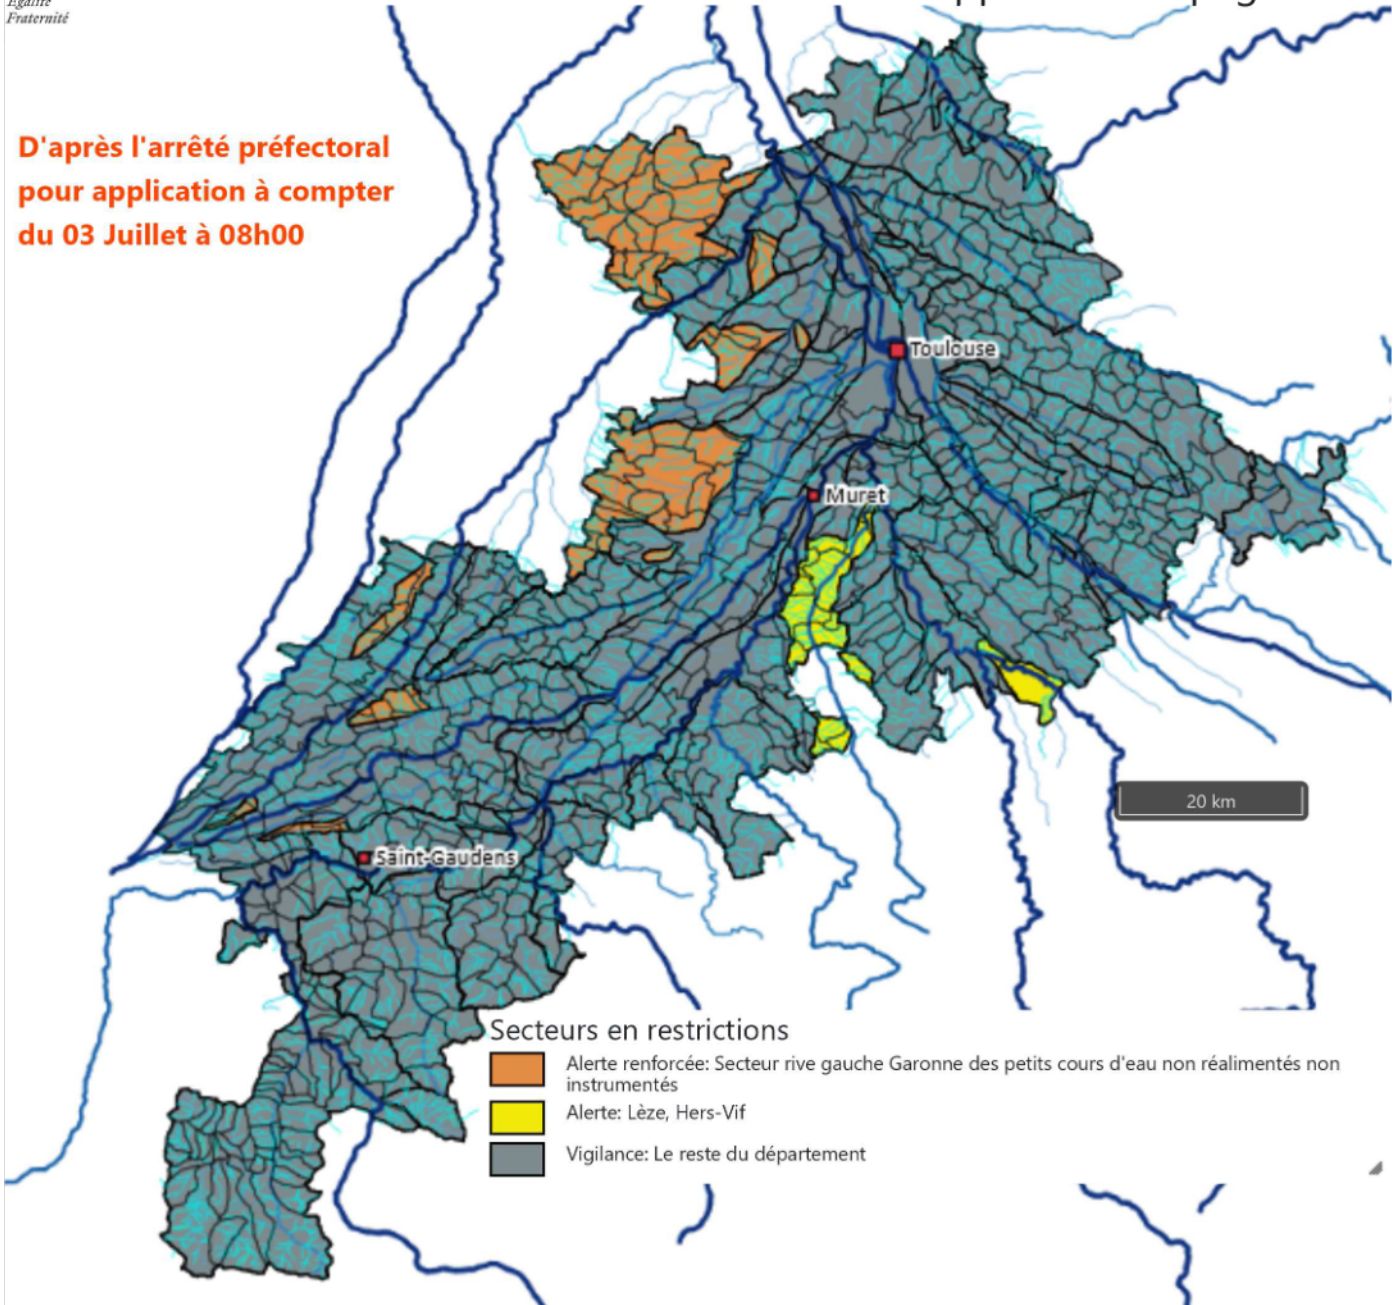 Fraternité
D'après l'arrêté préfectoral
pour application à compter
du 03 Juillet à 08h00
Toulouse
Muret
20 km
Saint-Gaudens
Secteurs en restrictions
Alerte renforcée: Secteur rive gauche Garonne des petits cours d'eau non réalimentés non
instrumentés
Alerte: Lèze, Hers-Vif
Vigilance: Le reste du département